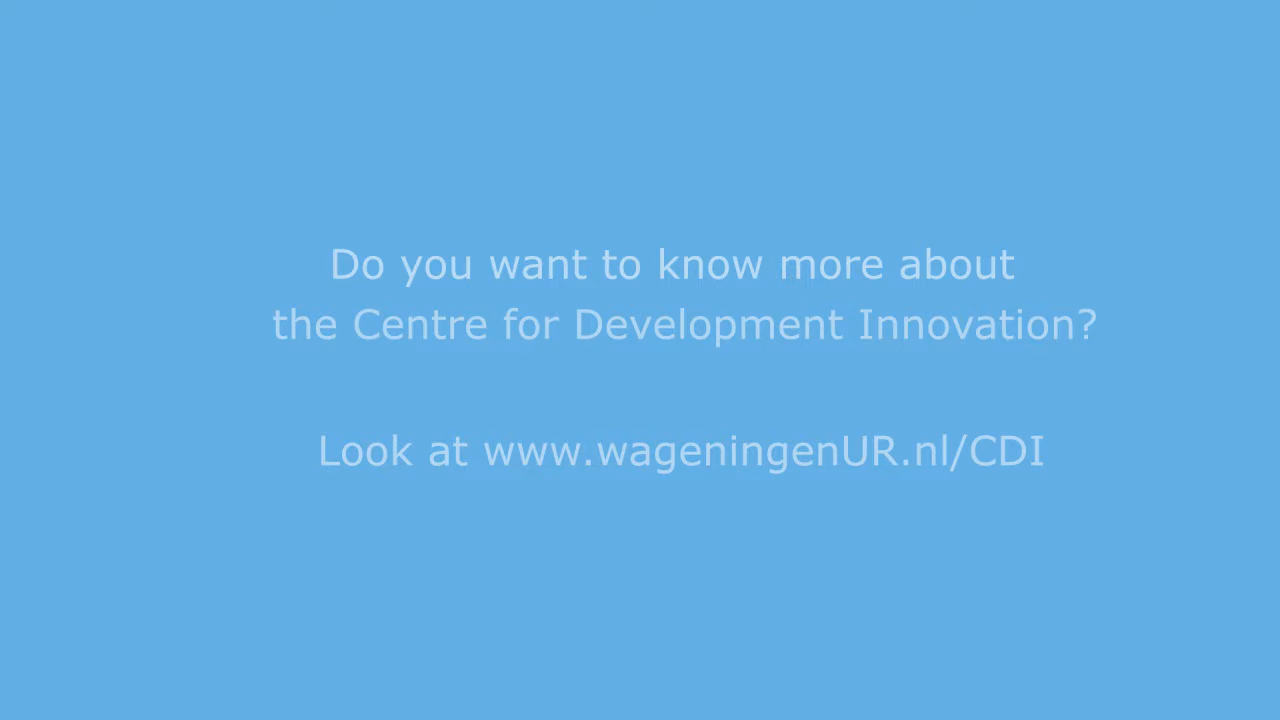 Do you want to know more about
the Centre for Development Innovation?
Look at www.wageningenUR.nl/CDI